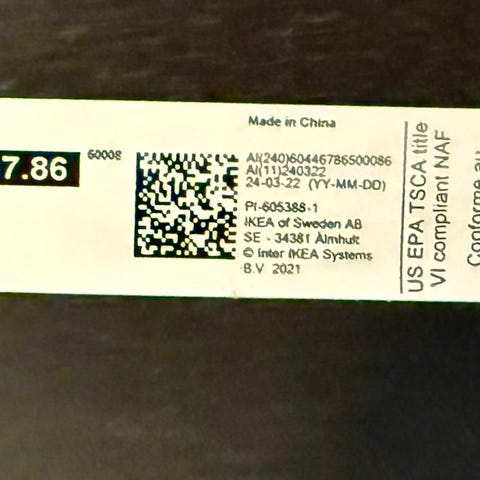 7.86
60008
Made in China
AI(240)60446786500086
AI(11)240322
24-03-22 (YY-MM-DD)
PI-605388-1
IKEA of Sweden AB
SE - 34381 Älmhult
© Inter IKEA Systems
B.V 2021
US EPA TSCA title
VI compliant NAF
Conforme au